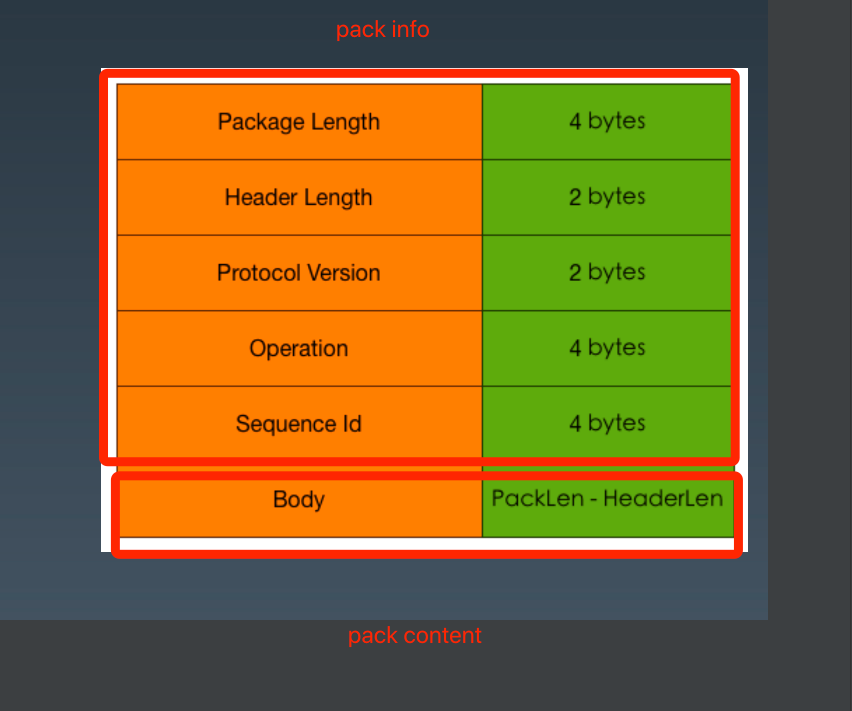 pack info
Package Length 4 bytes
Header Length 2 bytes
Protocol Version 2 bytes
Operation 4 bytes
Sequence Id 4 bytes
Body PackLen - HeaderLen
pack content